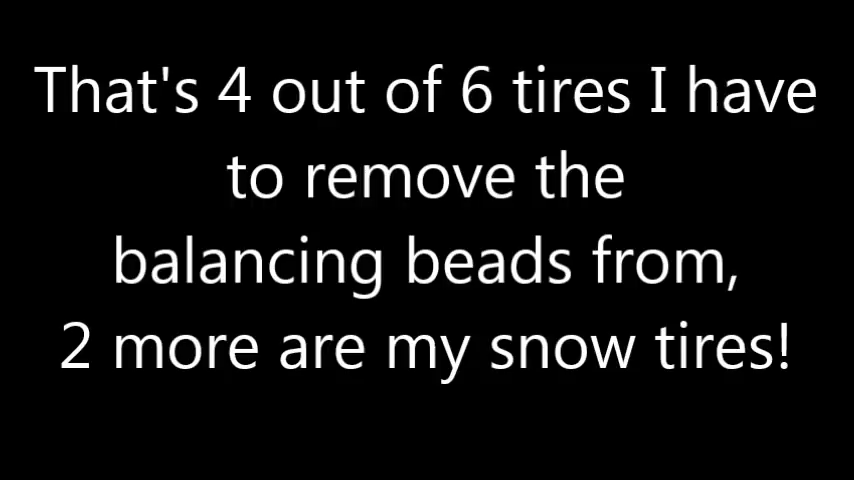 That's 4 out of 6 tires I have
to remove the
balancing beads from,
2 more are my snow tires!